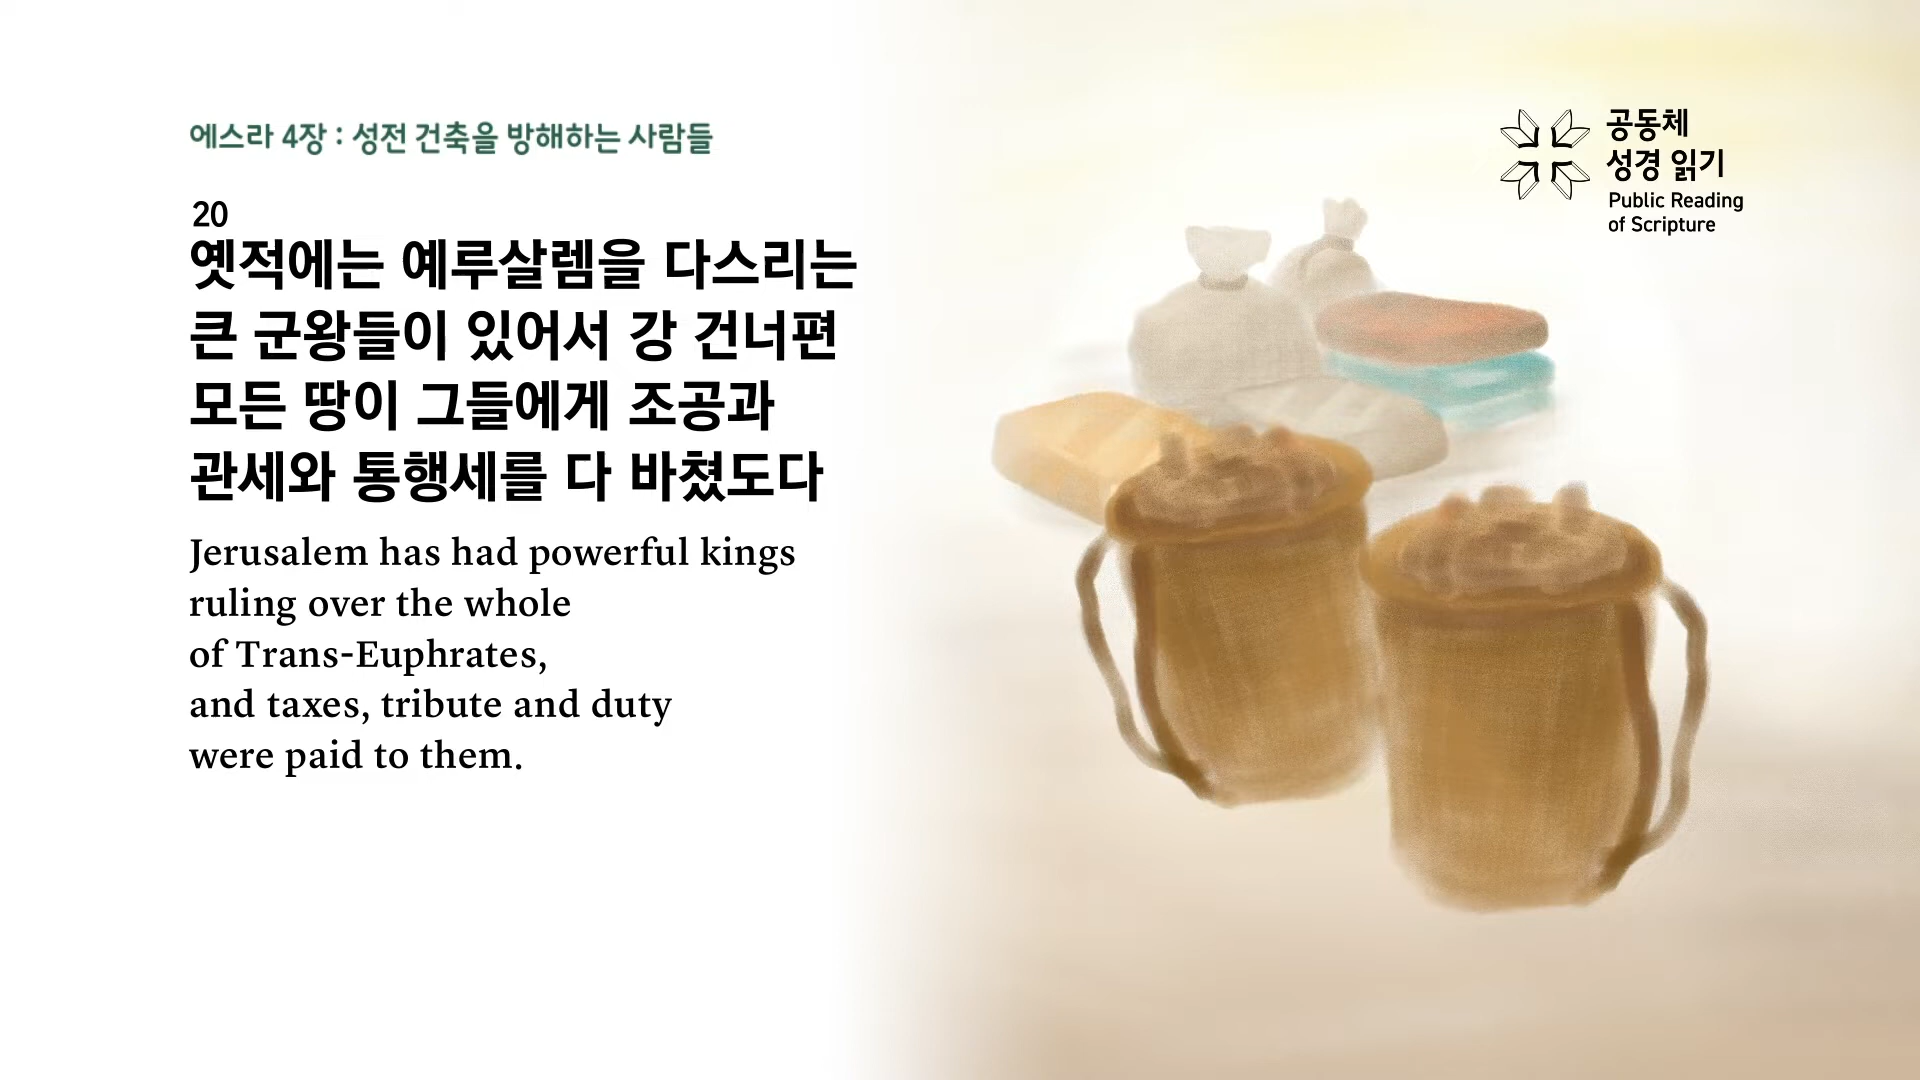 에스라 4장 : 성전 건축을 방해하는 사람들
20
옛적에는 예루살렘을 다스리는
큰 군왕들이 있어서 강 건너편
모든 땅이 그들에게 조공과
관세와 통행세를 다 바쳤도다
Jerusalem has had powerful kings
ruling over the whole
of Trans-Euphrates,
and taxes, tribute and duty
were paid to them.
공동체
성경 읽기
Public Reading
of Scripture